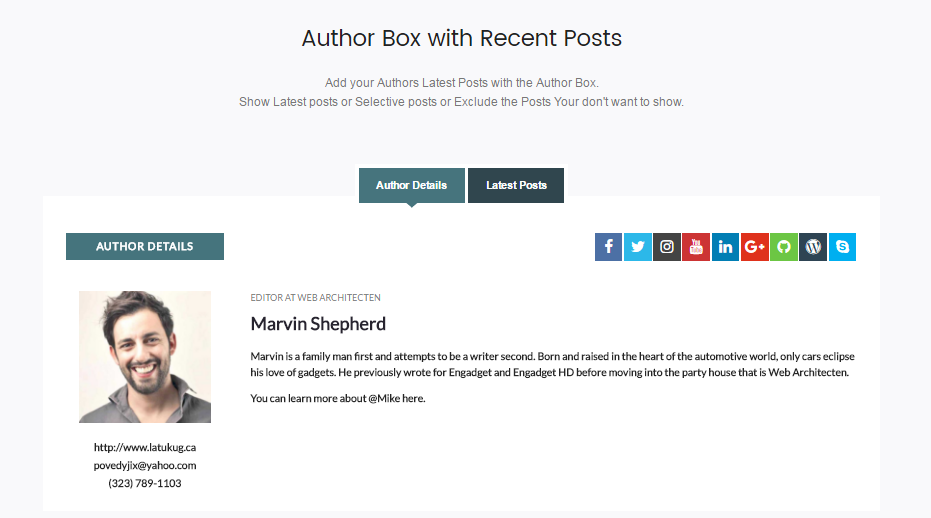 Author Box with Recent Posts
Add your Authors Latest Posts with the Author Box.
Show Latest posts or Selective posts or Exclude the Posts Your don't want to show.
Author Details
Latest Posts
AUTHOR DETAILS
EDITOR AT WEB ARCHITECTEN
Marvin Shepherd
Marvin is a family man first and attempts to be a writer second. Born and raised in the heart of the automotive world, only cars eclipse
his love of gadgets. He previously wrote for Engadget and Engadget HD before moving into the party house that is Web Architecten.
You can learn more about @Mike here.
http://www.latukug.ca
povedyjix@yahoo.com
(323) 789-1103